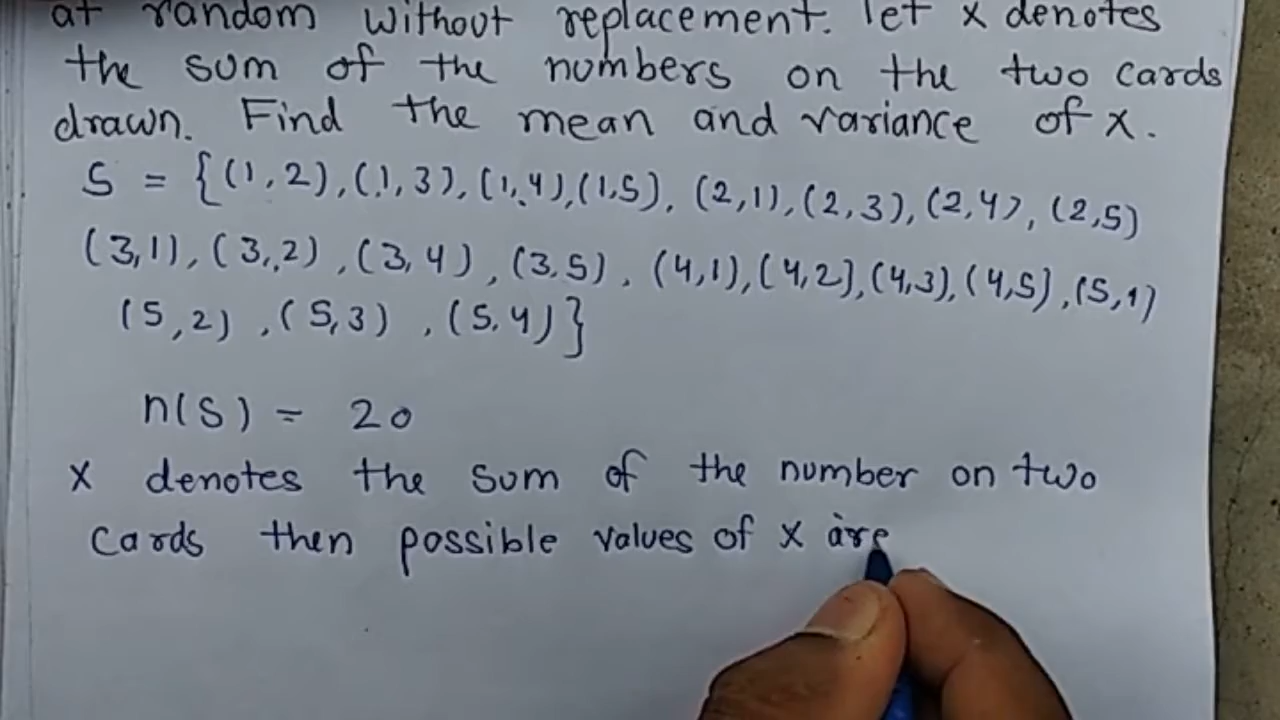 at random without replacement. let x denotes
the sum of the numbers on the two cards
drawn. Find the mean and variance of x.
S = {(1,2),(1,3),(1,4),(1,5),(2,1),(2,3),(2,4),(2,5)
(3,1),(3,2),(3,4),(3,5),(4,1),(4,2],(4,3),(4,5),(5,1)
(5,2),(5,3),(5,4)}
n(S) = 20
X denotes the sum of the number on two
cards then possible values of x are